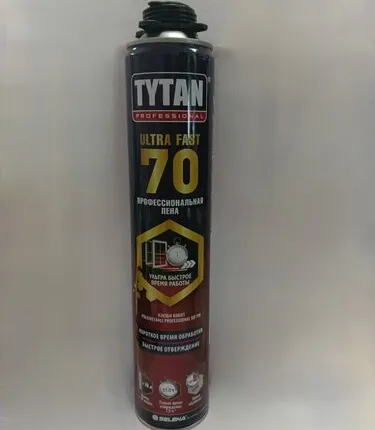 TYTAN
PROFESSIONAL
ULTRA FAST
70
ПРОФЕССИОНАЛЬНАЯ
ПЕНА
УЛЬТРА БЫСТРОЕ
ВРЕМЯ РАБОТЫ
КОРОТКОЕ ВРЕМЯ ОБРАБОТКИ
БЫСТРОЕ ОТВЕРЖДЕНИЕ
SELENA